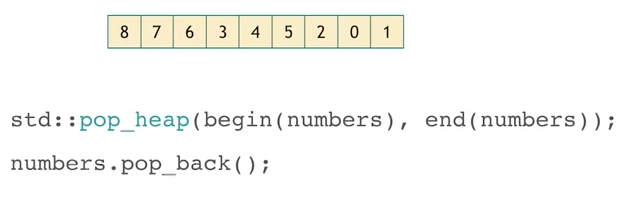 8 7 6 3 4 5 2 0 1
std::pop_heap(begin(numbers), end(numbers));
numbers.pop_back();